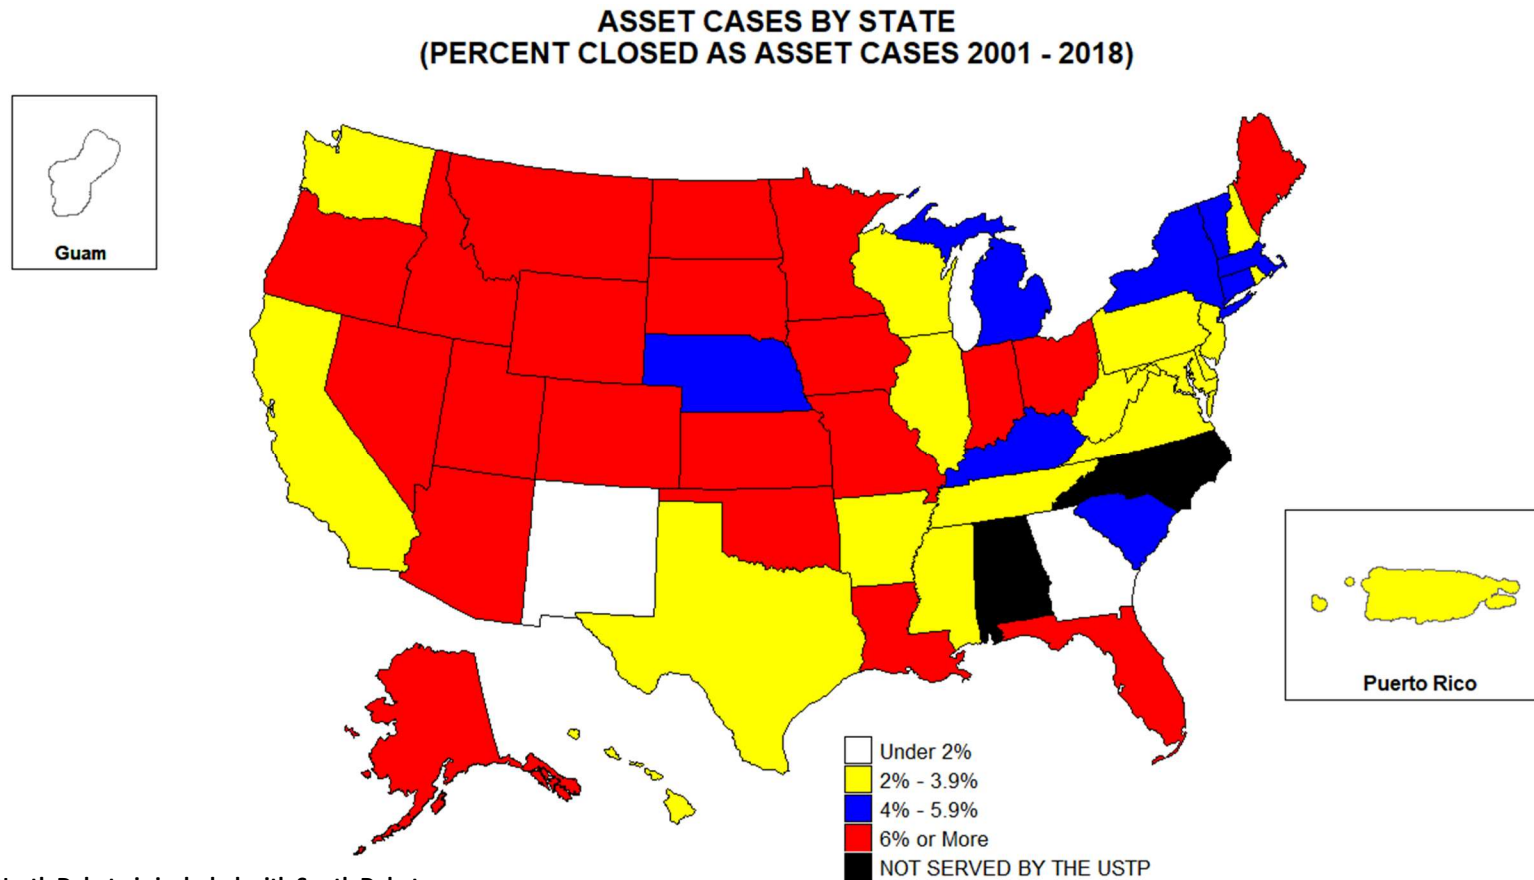 ASSET CASES BY STATE
(PERCENT CLOSED AS ASSET CASES 2001 - 2018)
Guam
Puerto Rico
Under 2%
2% - 3.9%
4% - 5.9%
6% or More
NOT SERVED BY THE USTP